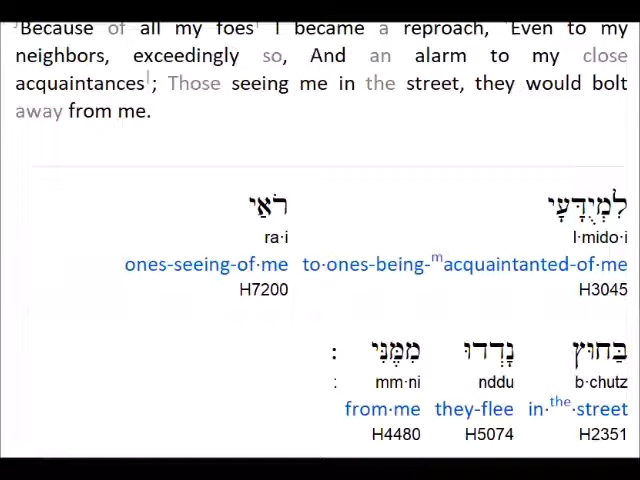 ⌈Because of all my foes⌉ I became a reproach, ⌈Even to my
neighbors, exceedingly so, And an alarm to my close
acquaintances⌉; Those seeing me in the street, they would bolt
away from me.
רֹאַי לִמְיֻדָּעָי
ra·i l·mido·i
ones-seeing-of·me to·ones-being-ᵐacquaintanted-of·me
H7200 H3045
: מִמֶּנִּי נָדְדוּ בַּחוּץ
: mm·ni nddu b·chutz
from·me they-flee in·the·street
H4480 H5074 H2351